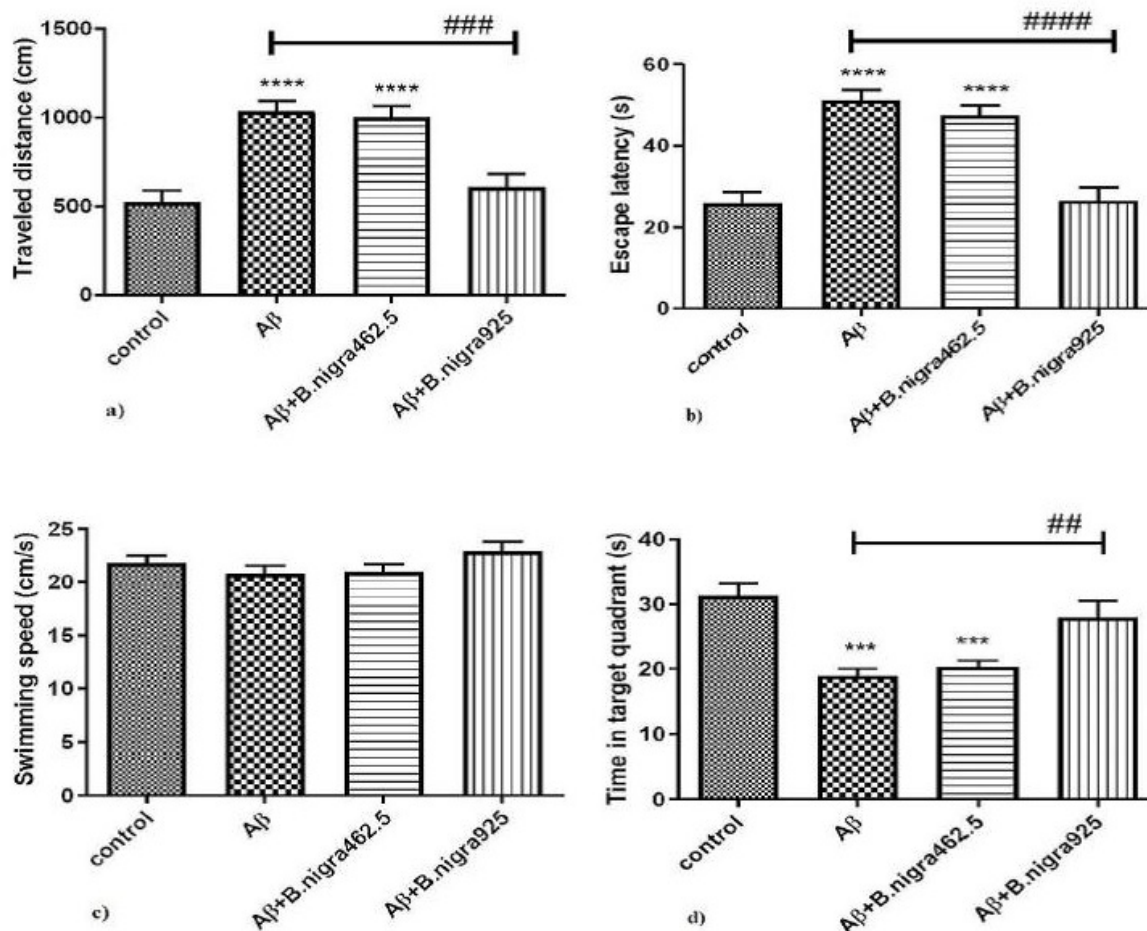 ###
1500
1000
500
0
Traveled distance (cm)
****
****
control
Aβ
Aβ+B.nigra462.5
Aβ+B.nigra925
a)
####
60
40
20
0
Escape latency (s)
****
****
control
Aβ
Aβ+B.nigra462.5
Aβ+B.nigra925
b)
25
20
15
10
5
0
Swimming speed (cm/s)
control
Aβ
Aβ+B.nigra462.5
Aβ+B.nigra925
c)
##
40
30
20
10
0
Time in target quadrant (s)
***
***
control
Aβ
Aβ+B.nigra462.5
Aβ+B.nigra925
d)